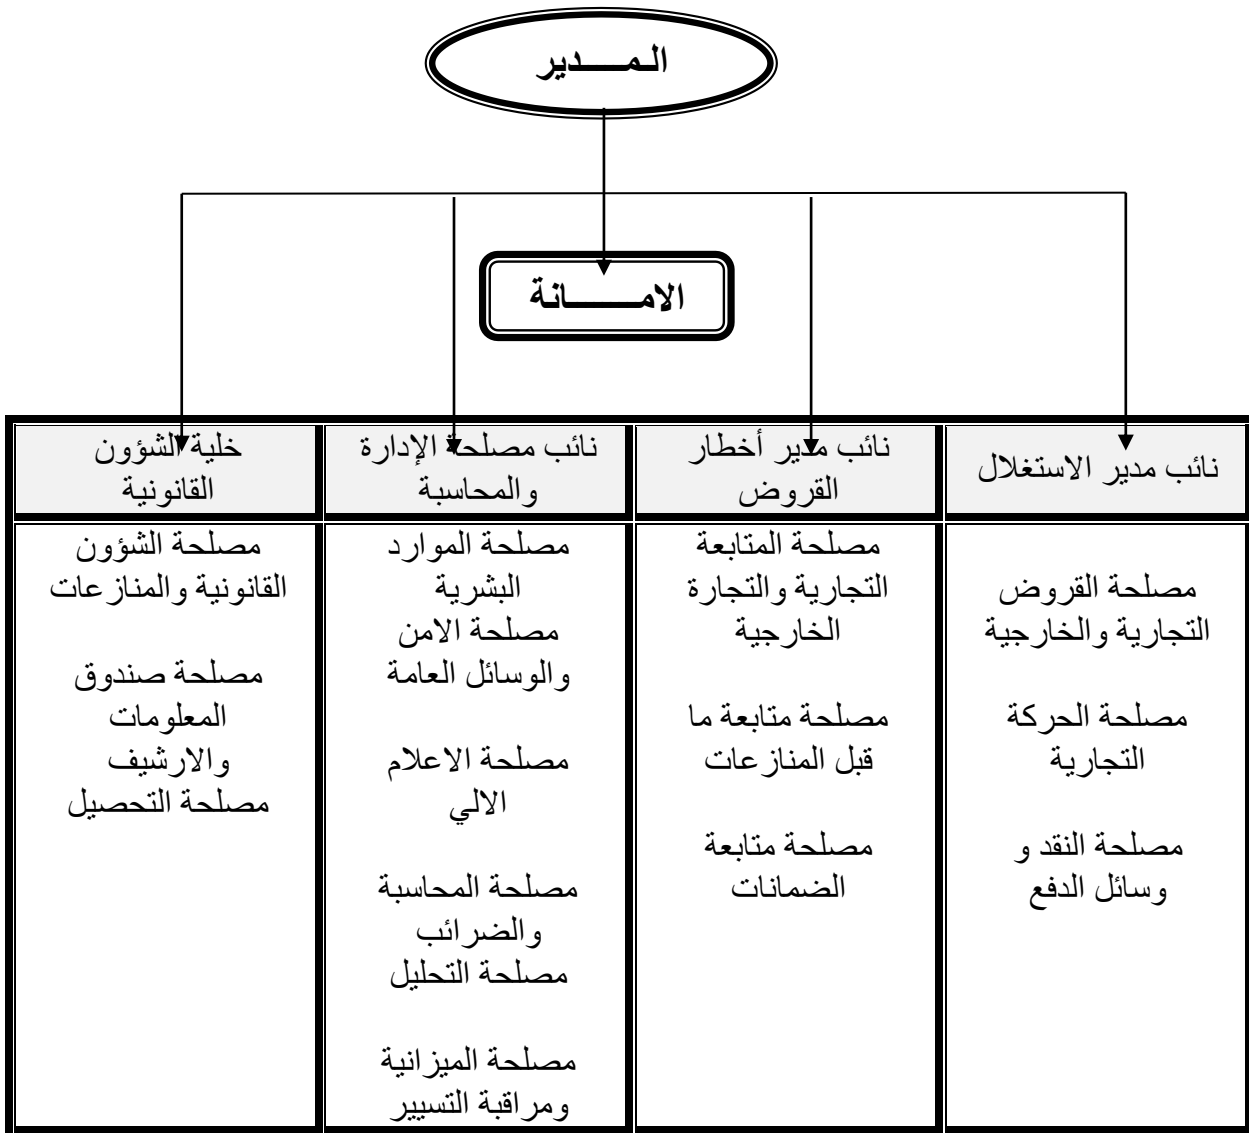 الـمـــــدير
الامـــــــانة
نائب مدير الاستغلال
نائب مدير أخطار
القروض
نائب مصلحة الإدارة
والمحاسبة
خلية الشؤون
القانونية
مصلحة القروض
التجارية والخارجية
مصلحة الحركة
التجارية
مصلحة النقد و
وسائل الدفع
مصلحة المتابعة
التجارية والتجارة
الخارجية
مصلحة متابعة ما
قبل المنازعات
مصلحة متابعة
الضمانات
مصلحة الموارد
البشرية
مصلحة الامن
والوسائل العامة
مصلحة الاعلام
الالي
مصلحة المحاسبة
والضرائب
مصلحة التحليل
مصلحة الميزانية
ومراقبة التسيير
مصلحة الشؤون
القانونية والمنازعات
مصلحة صندوق
المعلومات
والارشيف
مصلحة التحصيل